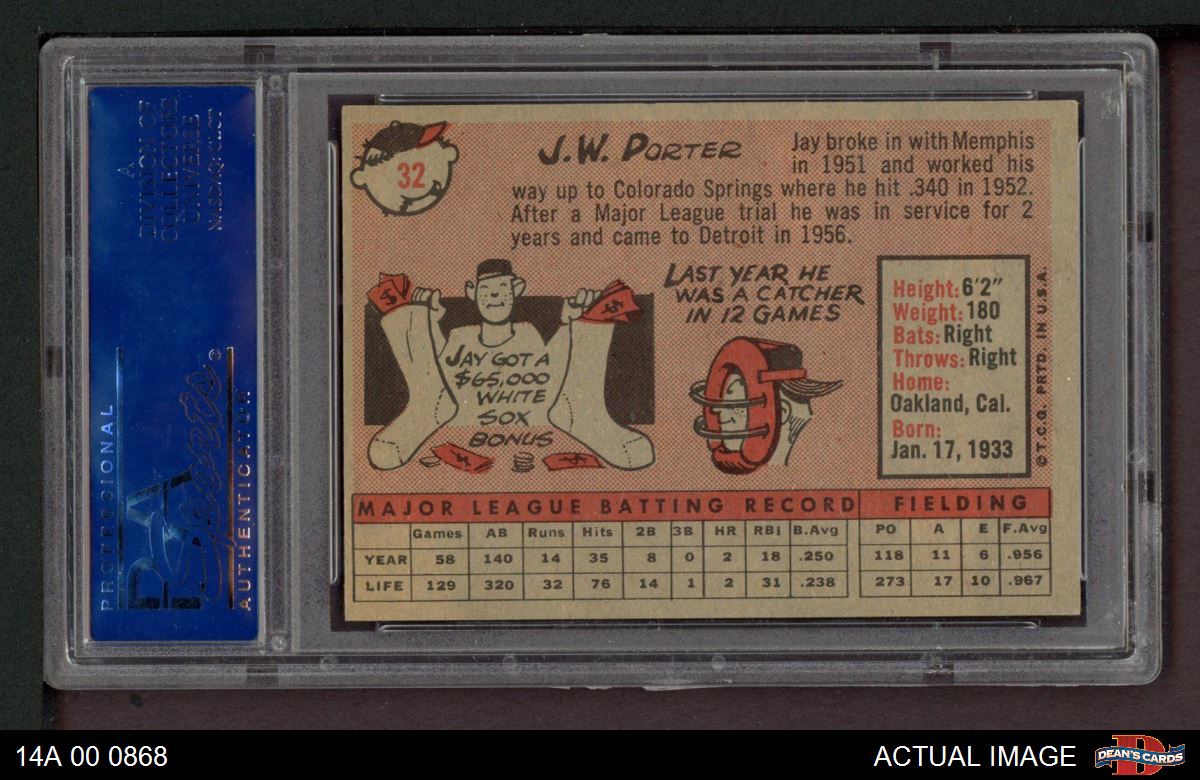 A
DIVISION OF
COLLECTORS
UNIVERSE
NASDAQ: CLCT
PROFESSIONAL
PSA
Sports
®
AUTHENTICATOR
32
J.W. PORTER
Jay broke in with Memphis
in 1951 and worked his
way up to Colorado Springs where he hit .340 in 1952.
After a Major League trial he was in service for 2
years and came to Detroit in 1956.
$
$
JAY GOT A
$65,000
WHITE
SOX
BONUS
LAST YEAR HE
WAS A CATCHER
IN 12 GAMES
Height: 6'2"
Weight: 180
Bats: Right
Throws: Right
Home:
Oakland, Cal.
Born:
Jan. 17, 1933
©T.C.G. PRTD. IN U.S.A.
MAJOR LEAGUE BATTING RECORD FIELDING
Games AB Runs Hits 2B 3B HR RBI B.Avg PO A E F.Avg
YEAR 58 140 14 35 8 0 2 18 .250 118 11 6 .956
LIFE 129 320 32 76 14 1 2 31 .238 273 17 10 .967
14A 00 0868
ACTUAL IMAGE
D
DEAN'S CARDS